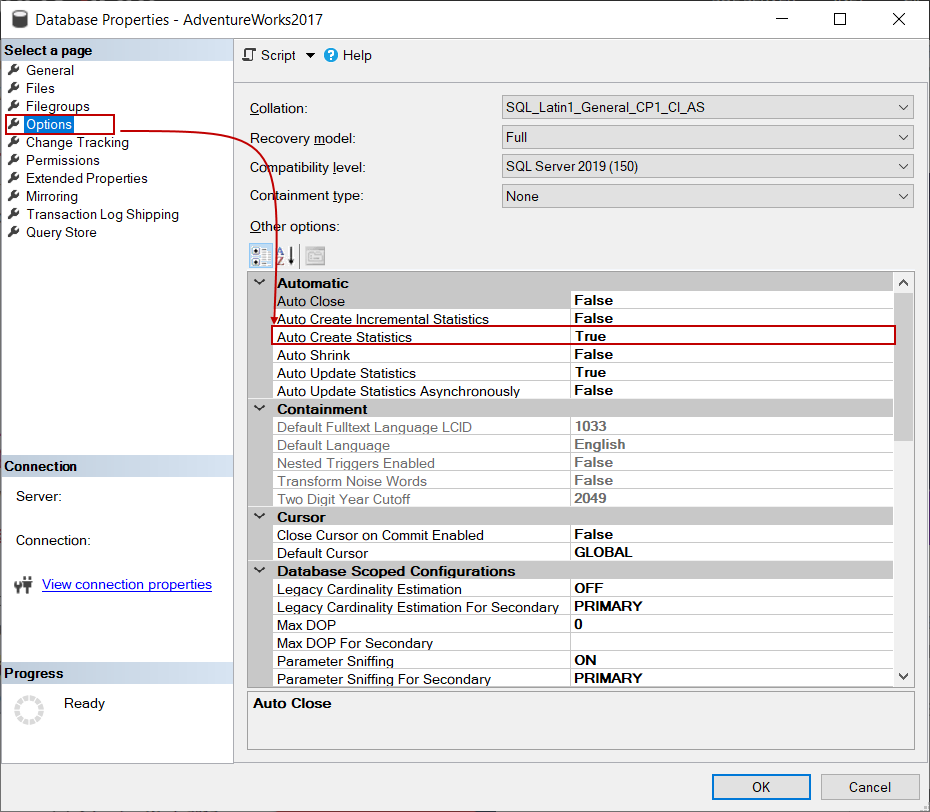 Database Properties - AdventureWorks2017
Select a page
General
Files
Filegroups
Options
Change Tracking
Permissions
Extended Properties
Mirroring
Transaction Log Shipping
Query Store
Connection
Server:
Connection:
View connection properties
Progress
Ready
Script Help
Collation: SQL_Latin1_General_CP1_CI_AS
Recovery model: Full
Compatibility level: SQL Server 2019 (150)
Containment type: None
Other options:
Automatic
Auto Close False
Auto Create Incremental Statistics False
Auto Create Statistics True
Auto Shrink False
Auto Update Statistics True
Auto Update Statistics Asynchronously False
Containment
Default Fulltext Language LCID 1033
Default Language English
Nested Triggers Enabled False
Transform Noise Words False
Two Digit Year Cutoff 2049
Cursor
Close Cursor on Commit Enabled False
Default Cursor GLOBAL
Database Scoped Configurations
Legacy Cardinality Estimation OFF
Legacy Cardinality Estimation For Secondary PRIMARY
Max DOP 0
Max DOP For Secondary
Parameter Sniffing ON
Parameter Sniffing For Secondary PRIMARY
Auto Close
OK Cancel